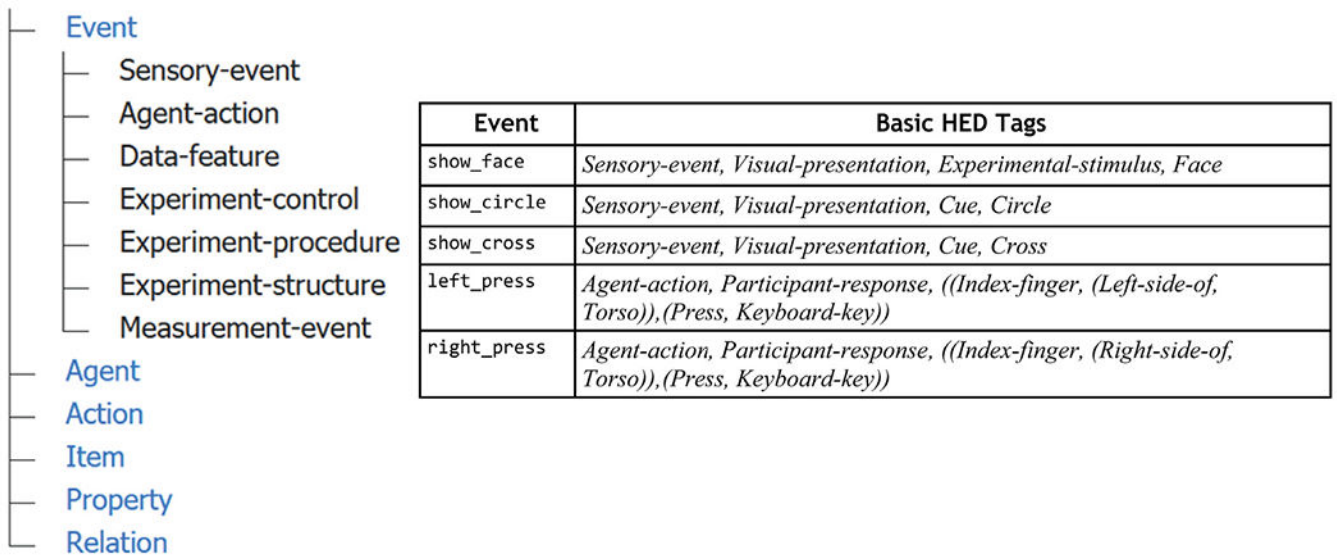 Event
Sensory-event
Agent-action
Data-feature
Experiment-control
Experiment-procedure
Experiment-structure
Measurement-event
Agent
Action
Item
Property
Relation
Event Basic HED Tags
show_face Sensory-event, Visual-presentation, Experimental-stimulus, Face
show_circle Sensory-event, Visual-presentation, Cue, Circle
show_cross Sensory-event, Visual-presentation, Cue, Cross
left_press Agent-action, Participant-response, ((Index-finger, (Left-side-of,
Torso)),(Press, Keyboard-key))
right_press Agent-action, Participant-response, ((Index-finger, (Right-side-of,
Torso)),(Press, Keyboard-key))